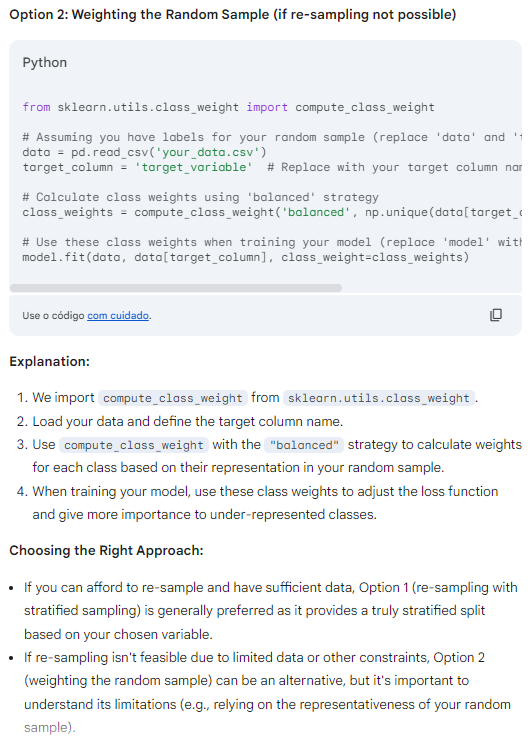 Option 2: Weighting the Random Sample (if re-sampling not possible)
Python
from sklearn.utils.class_weight import compute_class_weight
# Assuming you have labels for your random sample (replace 'data' and
data = pd.read_csv('your_data.csv')
target_column = 'target_variable'  # Replace with your target column
# Calculate class weights using 'balanced' strategy
class_weights = compute_class_weight('balanced', np.unique(data[target_
# Use these class weights when training your model (replace 'model'
model.fit(data, data[target_column], class_weight=class_weights)
Use o código com cuidado.
Explanation:
1. We import compute_class_weight from sklearn.utils.class_weight.
2. Load your data and define the target column name.
3. Use compute_class_weight with the "balanced" strategy to calculate weights
for each class based on their representation in your random sample.
4. When training your model, use these class weights to adjust the loss function
and give more importance to under-represented classes.
Choosing the Right Approach:
• If you can afford to re-sample and have sufficient data, Option 1 (re-sampling with
stratified sampling) is generally preferred as it provides a truly stratified split
based on your chosen variable.
• If re-sampling isn't feasible due to limited data or other constraints, Option 2
(weighting the random sample) can be an alternative, but it's important to
understand its limitations (e.g., relying on the representativeness of your random
sample).